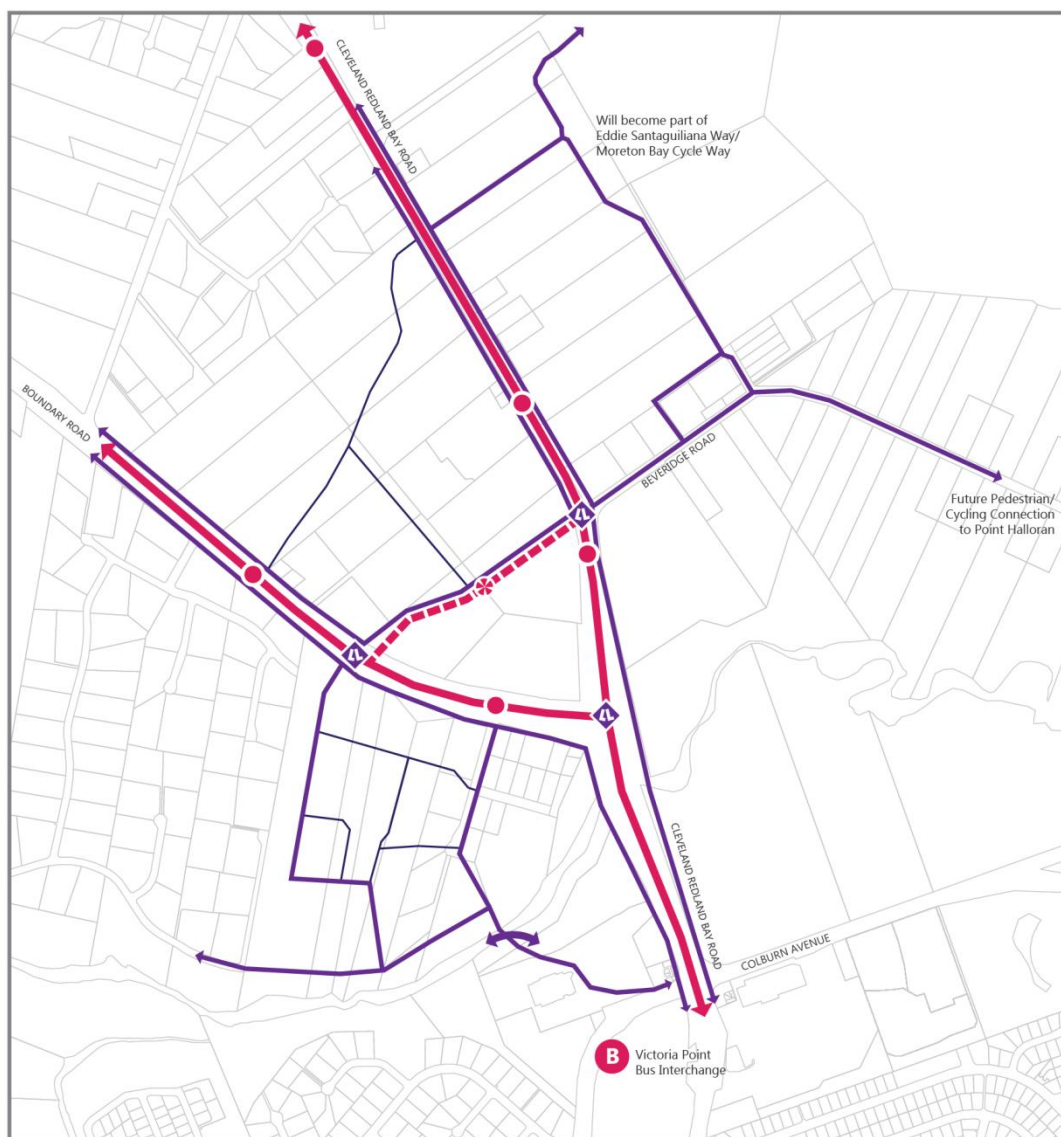 CLEVELAND REDLAND BAY ROAD
Will become part of
Eddie Santaguiliana Way/
Moreton Bay Cycle Way
BOUNDARY ROAD
BEVERIDGE ROAD
Future Pedestrian/
Cycling Connection
to Point Halloran
CLEVELAND REDLAND BAY ROAD
COLBURN AVENUE
B
Victoria Point
Bus Interchange